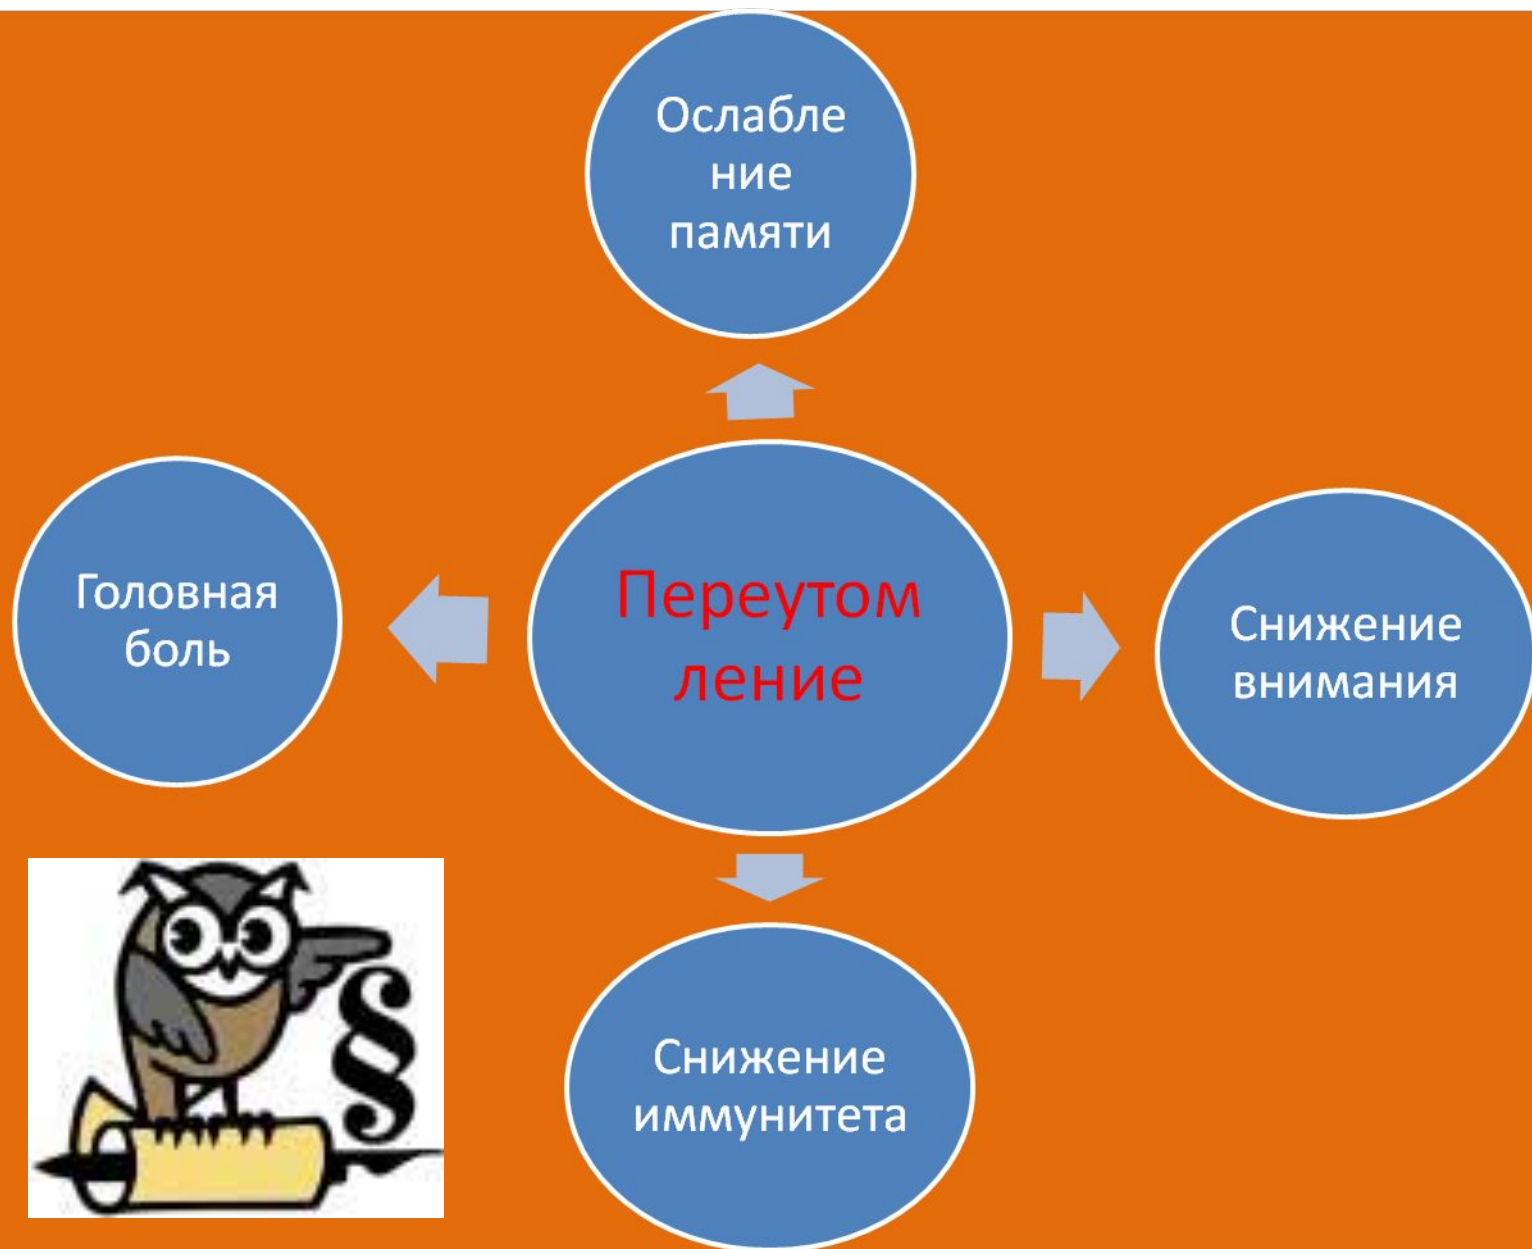 Ослабле
ние
памяти
Головная
боль
Переутом
ление
Снижение
внимания
§
Снижение
иммунитета